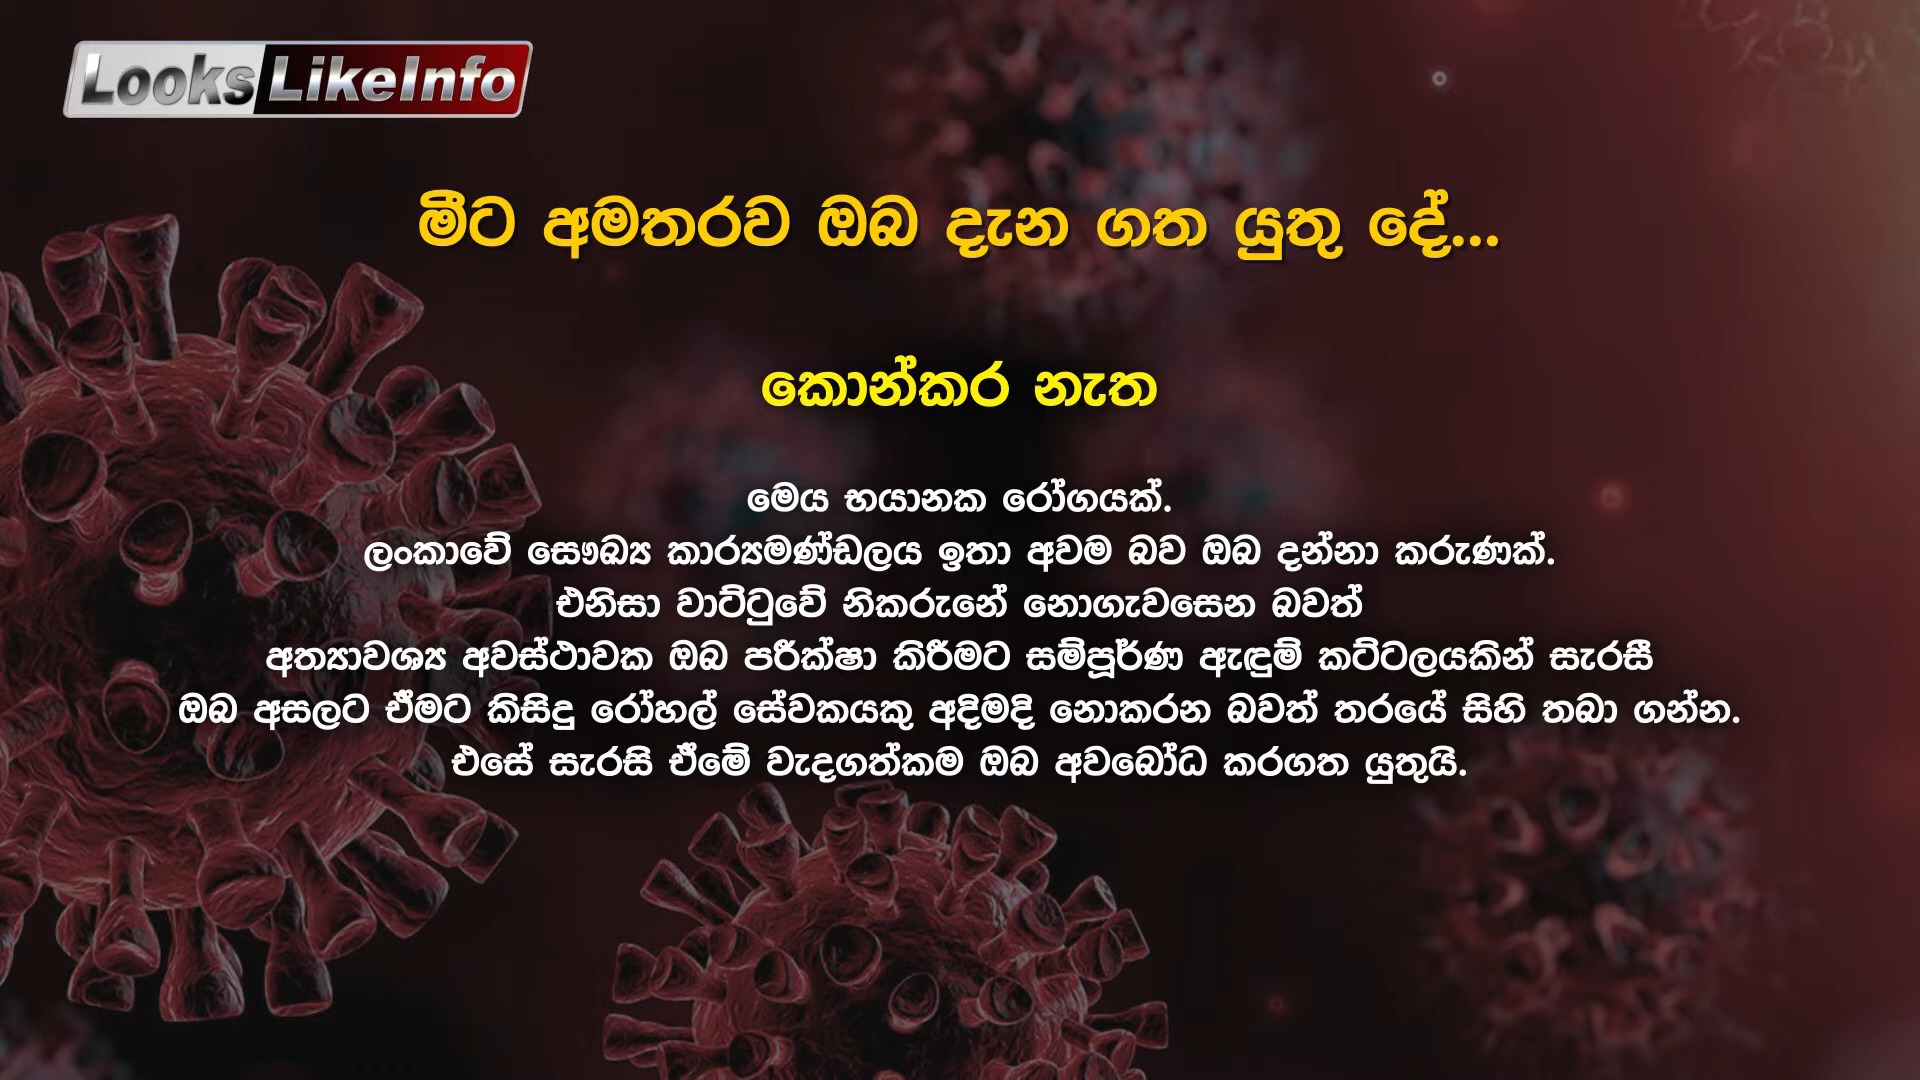 LooksLikeInfo
මීට අමතරව ඔබ දැන ගත යුතු දේ...
කොන්කර නැත
මෙය භයානක රෝගයක්.
ලංකාවේ සෞඛ්‍ය කාර්‍යමණ්ඩලය ඉතා අවම බව ඔබ දන්නා කරුණක්.
එනිසා වාට්ටුවේ නිකරුනේ නොගැවසෙන බවත්
අත්‍යාවශ්‍ය අවස්ථාවක ඔබ පරික්ෂා කිරීමට සම්පූර්ණ ඇඳුම් කට්ටලයකින් සැරසී
ඔබ අසලට ඒමට කිසිදු රෝහල් සේවකයකු අදිමදි නොකරන බවත් තරයේ සිහි තබා ගන්න.
එසේ සැරසි ඒමේ වැදගත්කම ඔබ අවබෝධ කරගත යුතුයි.